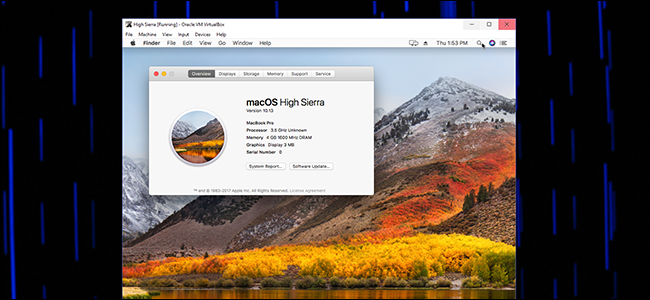 High Sierra [Running] - Oracle VM VirtualBox
File Machine View Input Devices Help
Finder File Edit View Go Window Help Thu 1:53 PM
Overview Displays Storage Memory Support Service
macOS High Sierra
Version 10.13
MacBook Pro
Processor 3.5 GHz Unknown
Memory 4 GB 1600 MHz DRAM
Graphics Display 3 MB
Serial Number 0
System Report... Software Update...
™ and © 1983-2017 Apple Inc. All Rights Reserved. License Agreement